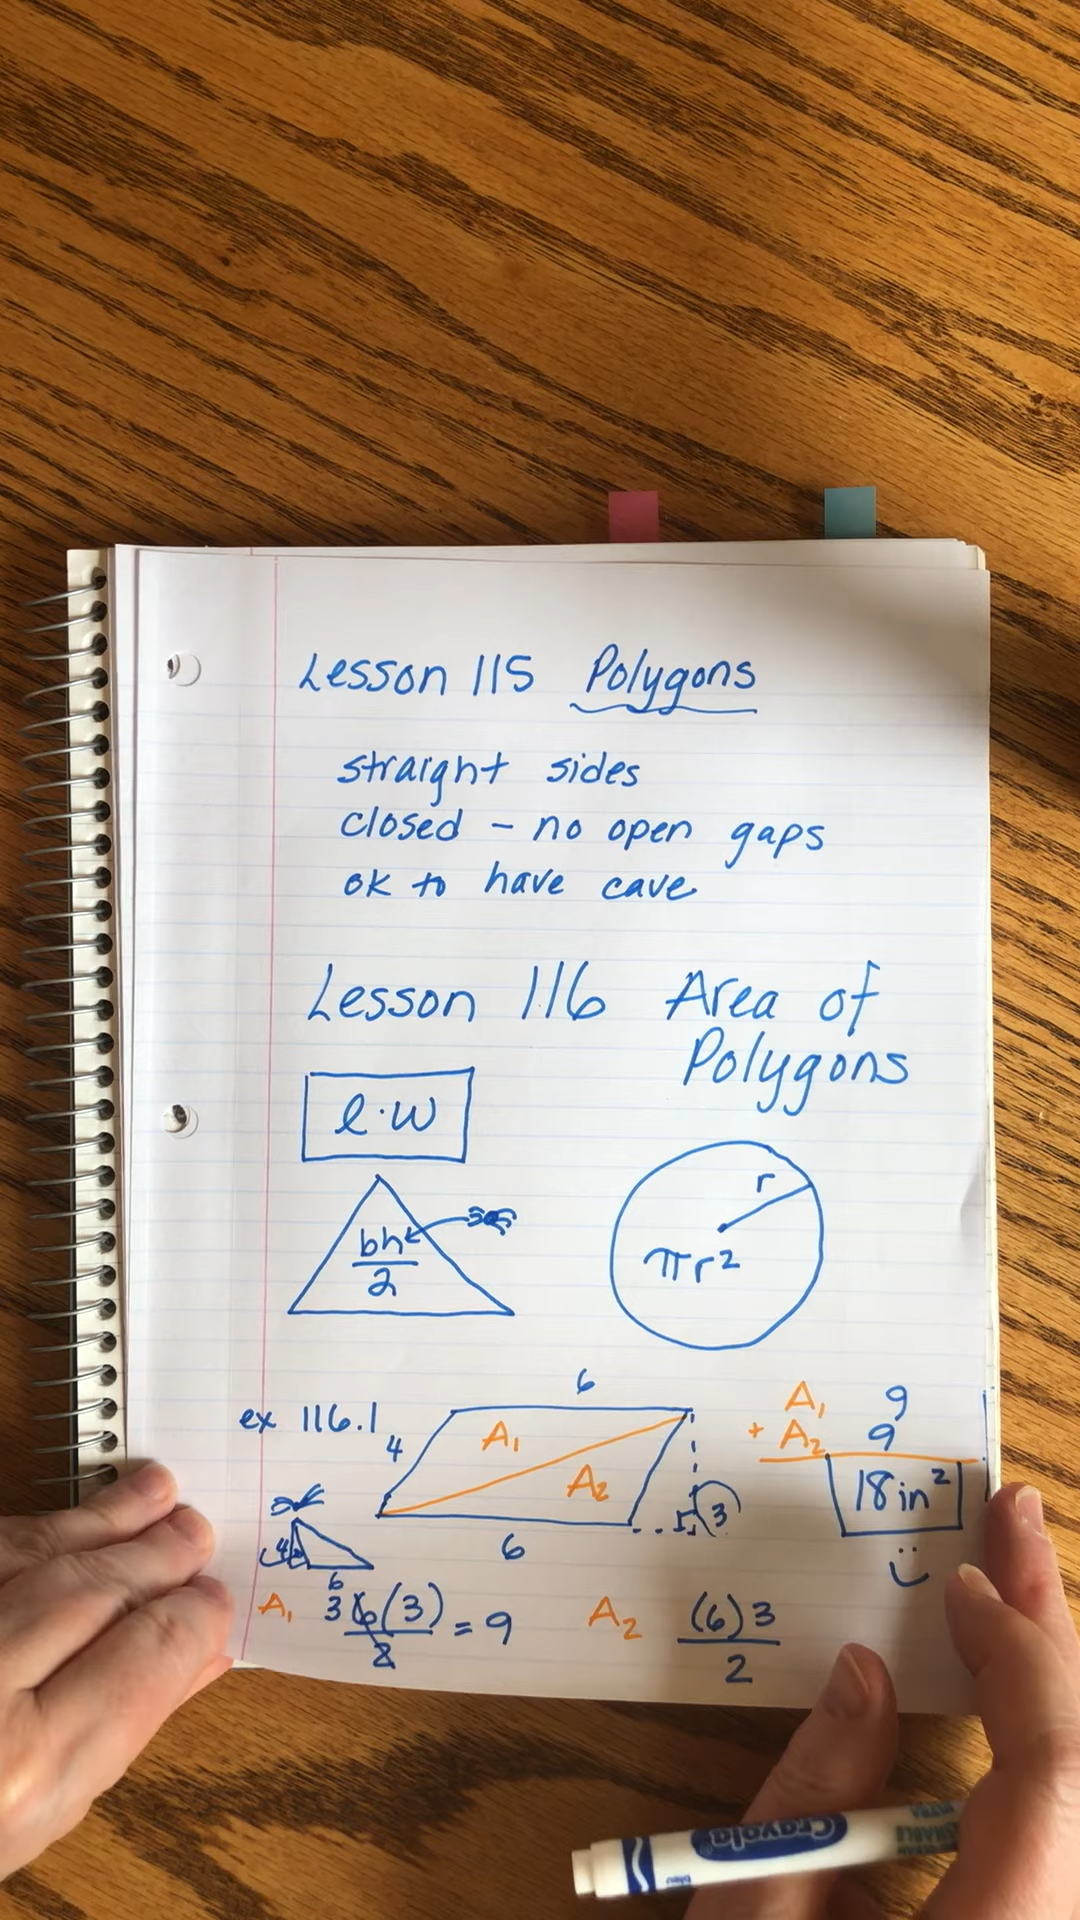 Lesson 115 Polygons
straight sides
closed - no open gaps
ok to have cave
Lesson 116 Area of
Polygons
l·w
bh
2
r
πr²
ex 116.1
6
4
A₁
A₂
3
6
A₁ 9
+ A₂ 9
18in²
4
6
A₁ 3 6(3) = 9
2
A₂ (6)3
2
Crayola